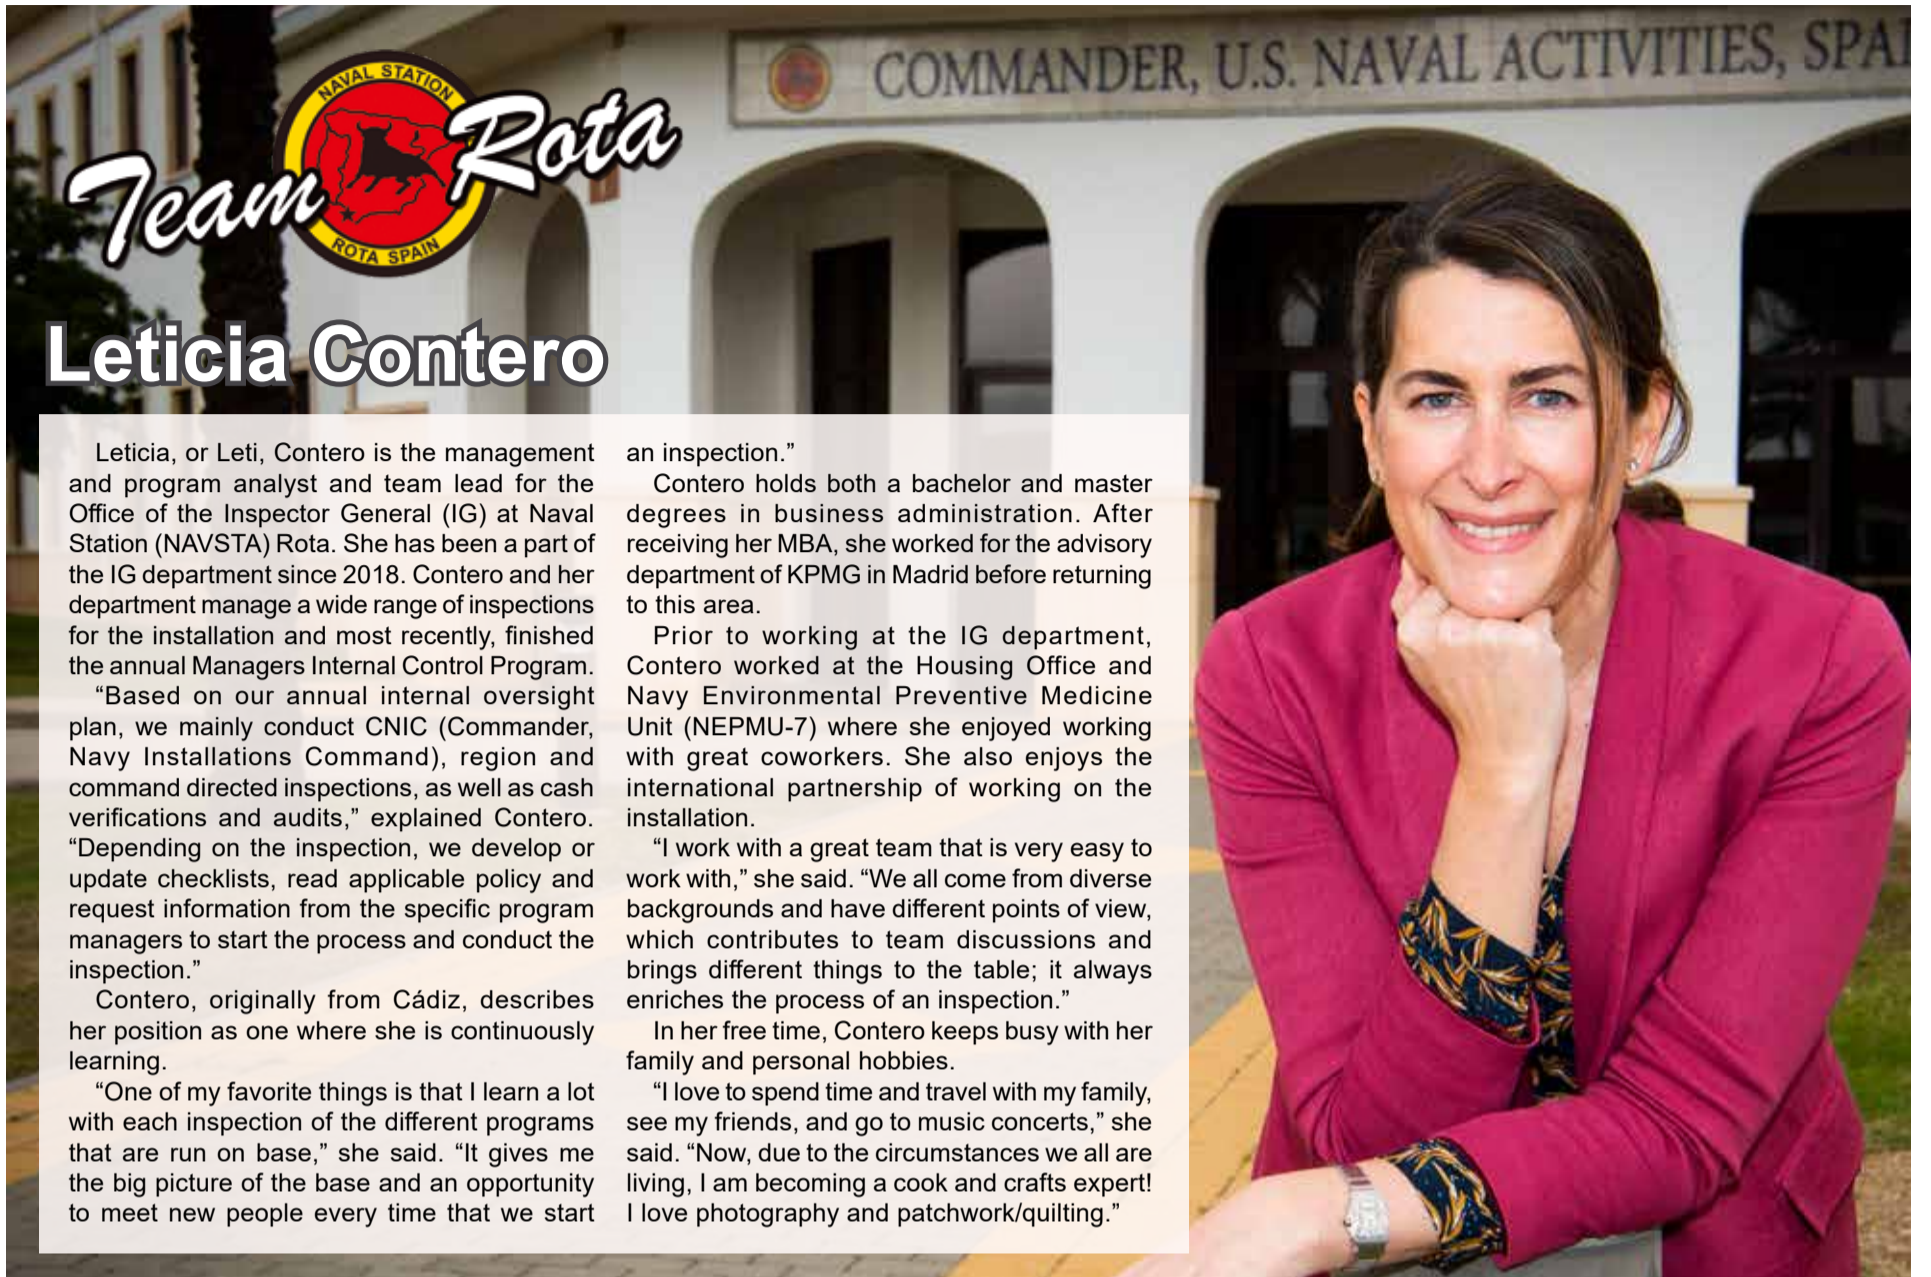 COMMANDER, U.S. NAVAL ACTIVITIES, SPAI
NAVAL STATION
Team Rota
ROTA SPAIN
Leticia Contero
Leticia, or Leti, Contero is the management
and program analyst and team lead for the
Office of the Inspector General (IG) at Naval
Station (NAVSTA) Rota. She has been a part of
the IG department since 2018. Contero and her
department manage a wide range of inspections
for the installation and most recently, finished
the annual Managers Internal Control Program.
“Based on our annual internal oversight
plan, we mainly conduct CNIC (Commander,
Navy Installations Command), region and
command directed inspections, as well as cash
verifications and audits,” explained Contero.
“Depending on the inspection, we develop or
update checklists, read applicable policy and
request information from the specific program
managers to start the process and conduct the
inspection.”
Contero, originally from Cádiz, describes
her position as one where she is continuously
learning.
“One of my favorite things is that I learn a lot
with each inspection of the different programs
that are run on base,” she said. “It gives me
the big picture of the base and an opportunity
to meet new people every time that we start
an inspection.”
Contero holds both a bachelor and master
degrees in business administration. After
receiving her MBA, she worked for the advisory
department of KPMG in Madrid before returning
to this area.
Prior to working at the IG department,
Contero worked at the Housing Office and
Navy Environmental Preventive Medicine
Unit (NEPMU-7) where she enjoyed working
with great coworkers. She also enjoys the
international partnership of working on the
installation.
“I work with a great team that is very easy to
work with,” she said. “We all come from diverse
backgrounds and have different points of view,
which contributes to team discussions and
brings different things to the table; it always
enriches the process of an inspection.”
In her free time, Contero keeps busy with her
family and personal hobbies.
“I love to spend time and travel with my family,
see my friends, and go to music concerts,” she
said. “Now, due to the circumstances we all are
living, I am becoming a cook and crafts expert!
I love photography and patchwork/quilting.”